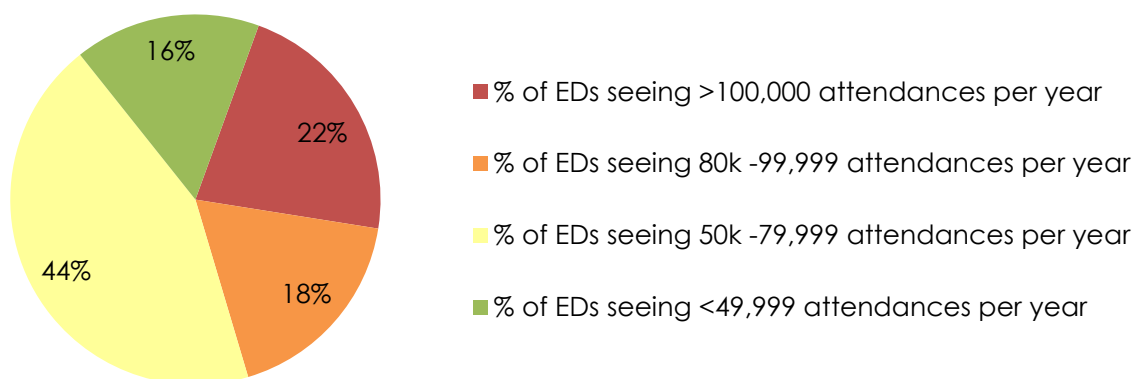 16%
22%
44%
18%
% of EDs seeing >100,000 attendances per year
% of EDs seeing 80k -99,999 attendances per year
% of EDs seeing 50k -79,999 attendances per year
% of EDs seeing <49,999 attendances per year